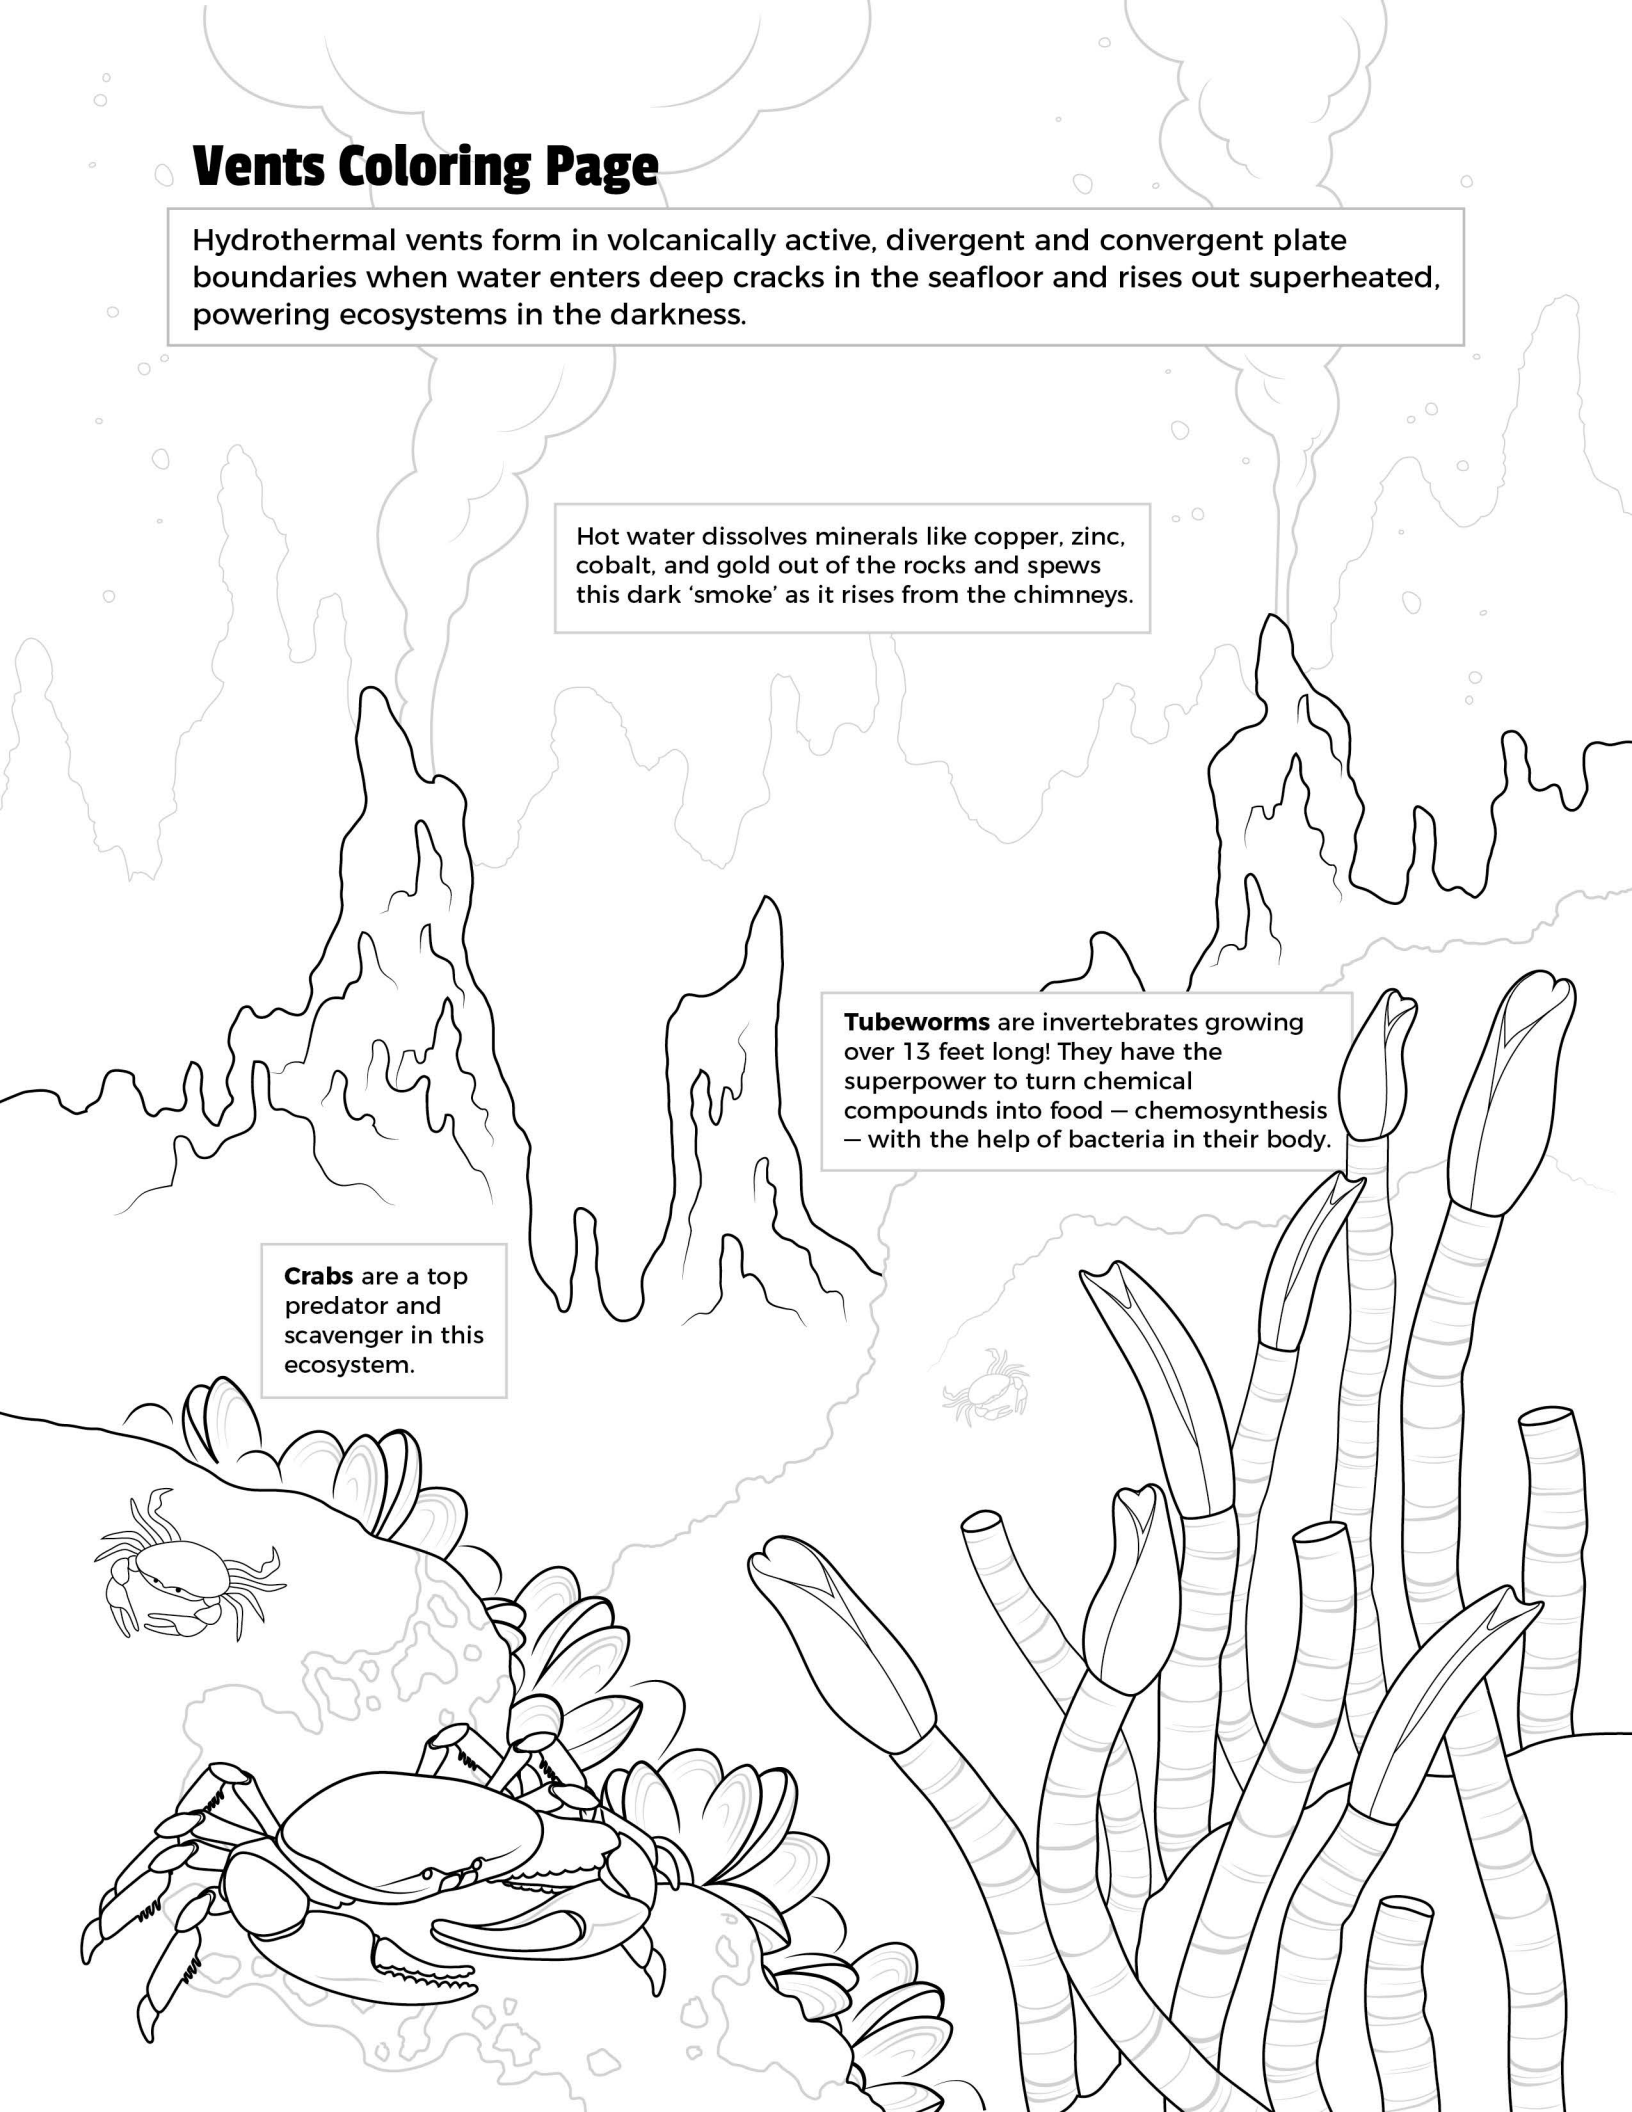 Vents Coloring Page
Hydrothermal vents form in volcanically active, divergent and convergent plate
boundaries when water enters deep cracks in the seafloor and rises out superheated,
powering ecosystems in the darkness.
Hot water dissolves minerals like copper, zinc,
cobalt, and gold out of the rocks and spews
this dark ‘smoke’ as it rises from the chimneys.
Tubeworms are invertebrates growing
over 13 feet long! They have the
superpower to turn chemical
compounds into food — chemosynthesis
— with the help of bacteria in their body.
Crabs are a top
predator and
scavenger in this
ecosystem.